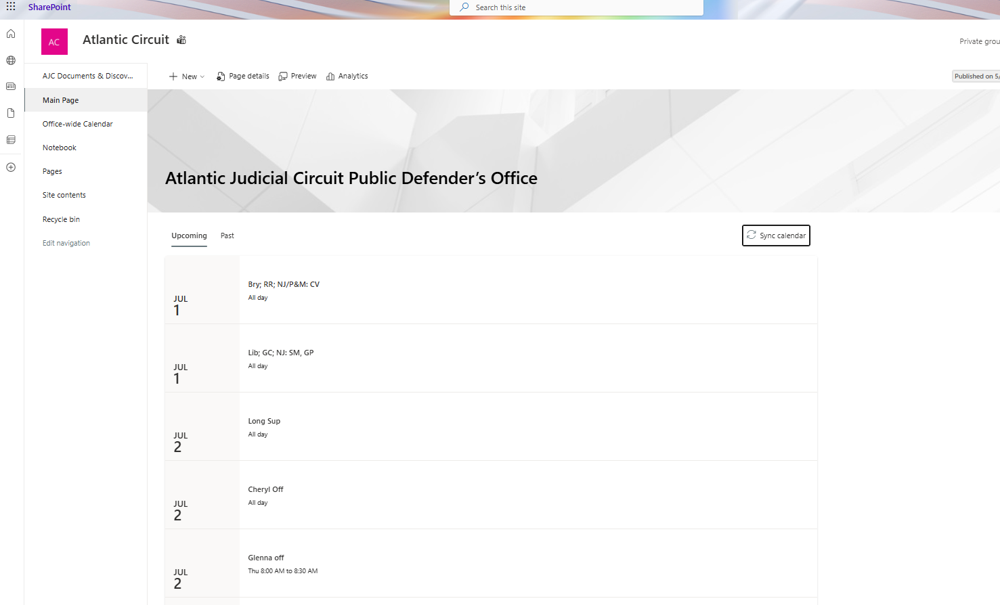 SharePoint
Search this site
AC
Atlantic Circuit
Private grou
AJC Documents & Discov...
Main Page
Office-wide Calendar
Notebook
Pages
Site contents
Recycle bin
Edit navigation
New
Page details
Preview
Analytics
Published on 5/
Atlantic Judicial Circuit Public Defender’s Office
Upcoming
Past
Sync calendar
JUL
1
Bry; RR; NJ/P&M: CV
All day
JUL
1
Lib; GC; NJ: SM, GP
All day
JUL
2
Long Sup
All day
JUL
2
Cheryl Off
All day
JUL
2
Glenna off
Thu 8:00 AM to 8:30 AM